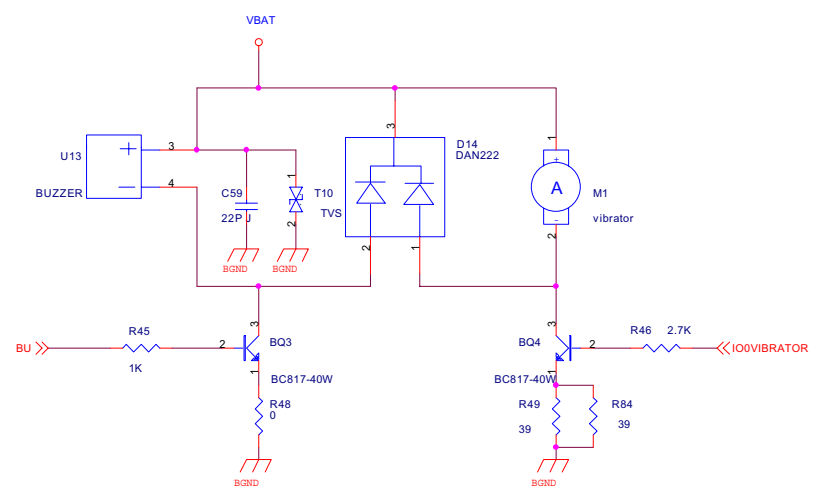 VBAT
3
1
D14
DAN222
U13
+
3
BUZZER
4
1
C59
22P J
T10
TVS
2
+
A
M1
vibrator
-
2
BGND
BGND
2
1
3
3
BU
R45
1K
2
BQ3
1
BC817-40W
BQ4
2
R46 2.7K
IO0VIBRATOR
1
BC817-40W
R48
0
R49
39
R84
39
BGND
BGND